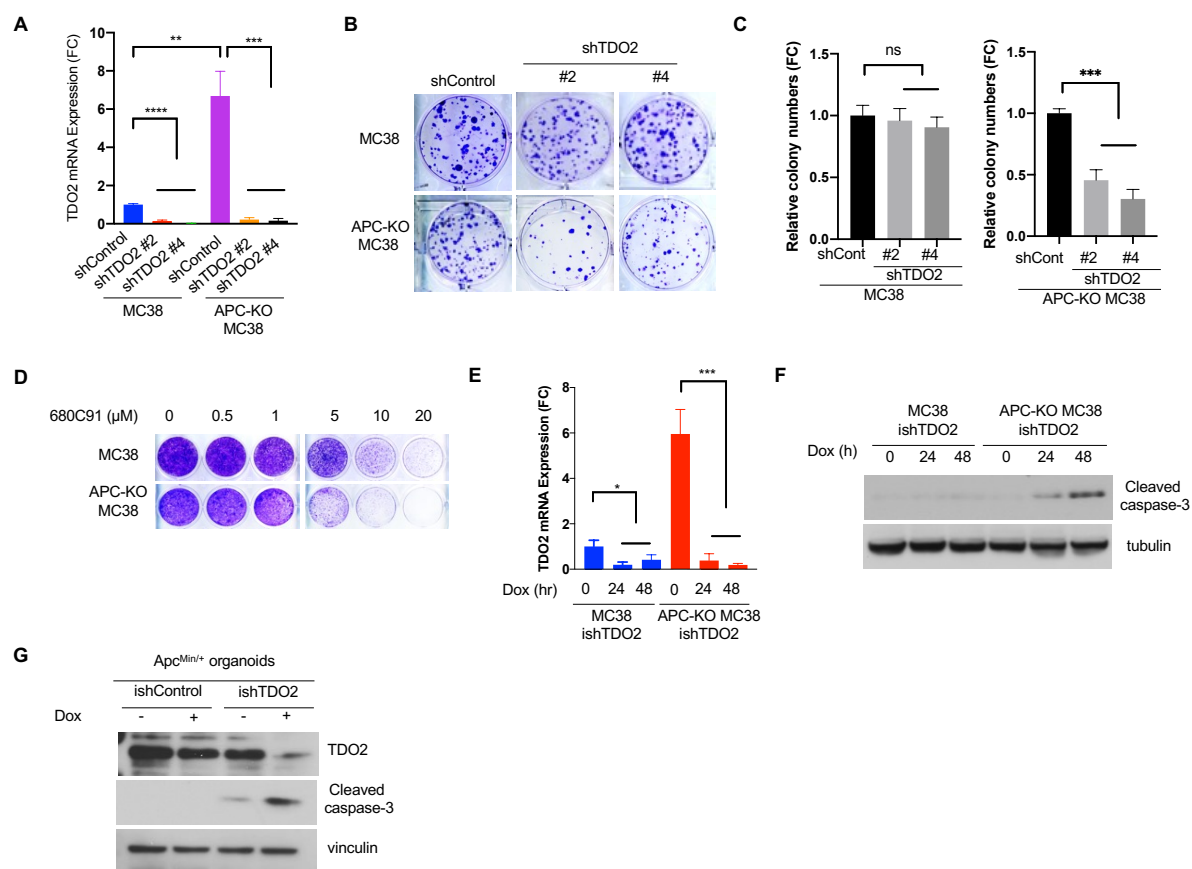 A
TDO2 mRNA Expression (FC)
10
8
6
4
2
0
**
***
****
shControl
shTDO2 #2
shTDO2 #4
shControl
shTDO2 #2
shTDO2 #4
MC38
APC-KO
MC38
B
shTDO2
shControl
#2
#4
MC38
APC-KO
MC38
C
Relative colony numbers (FC)
1.5
1.0
0.5
0.0
ns
shCont
#2
#4
shTDO2
MC38
Relative colony numbers (FC)
1.5
1.0
0.5
0.0
***
shCont
#2
#4
shTDO2
APC-KO MC38
D
680C91 (μM)
0
0.5
1
5
10
20
MC38
APC-KO
MC38
E
TDO2 mRNA Expression (FC)
8
6
4
2
0
*
***
Dox (hr)
0
24
48
0
24
48
MC38
ishTDO2
APC-KO MC38
ishTDO2
F
MC38
ishTDO2
APC-KO MC38
ishTDO2
Dox (h)
0
24
48
0
24
48
Cleaved
caspase-3
tubulin
G
ApcMin/+ organoids
ishControl
ishTDO2
Dox
-
+
-
+
TDO2
Cleaved
caspase-3
vinculin